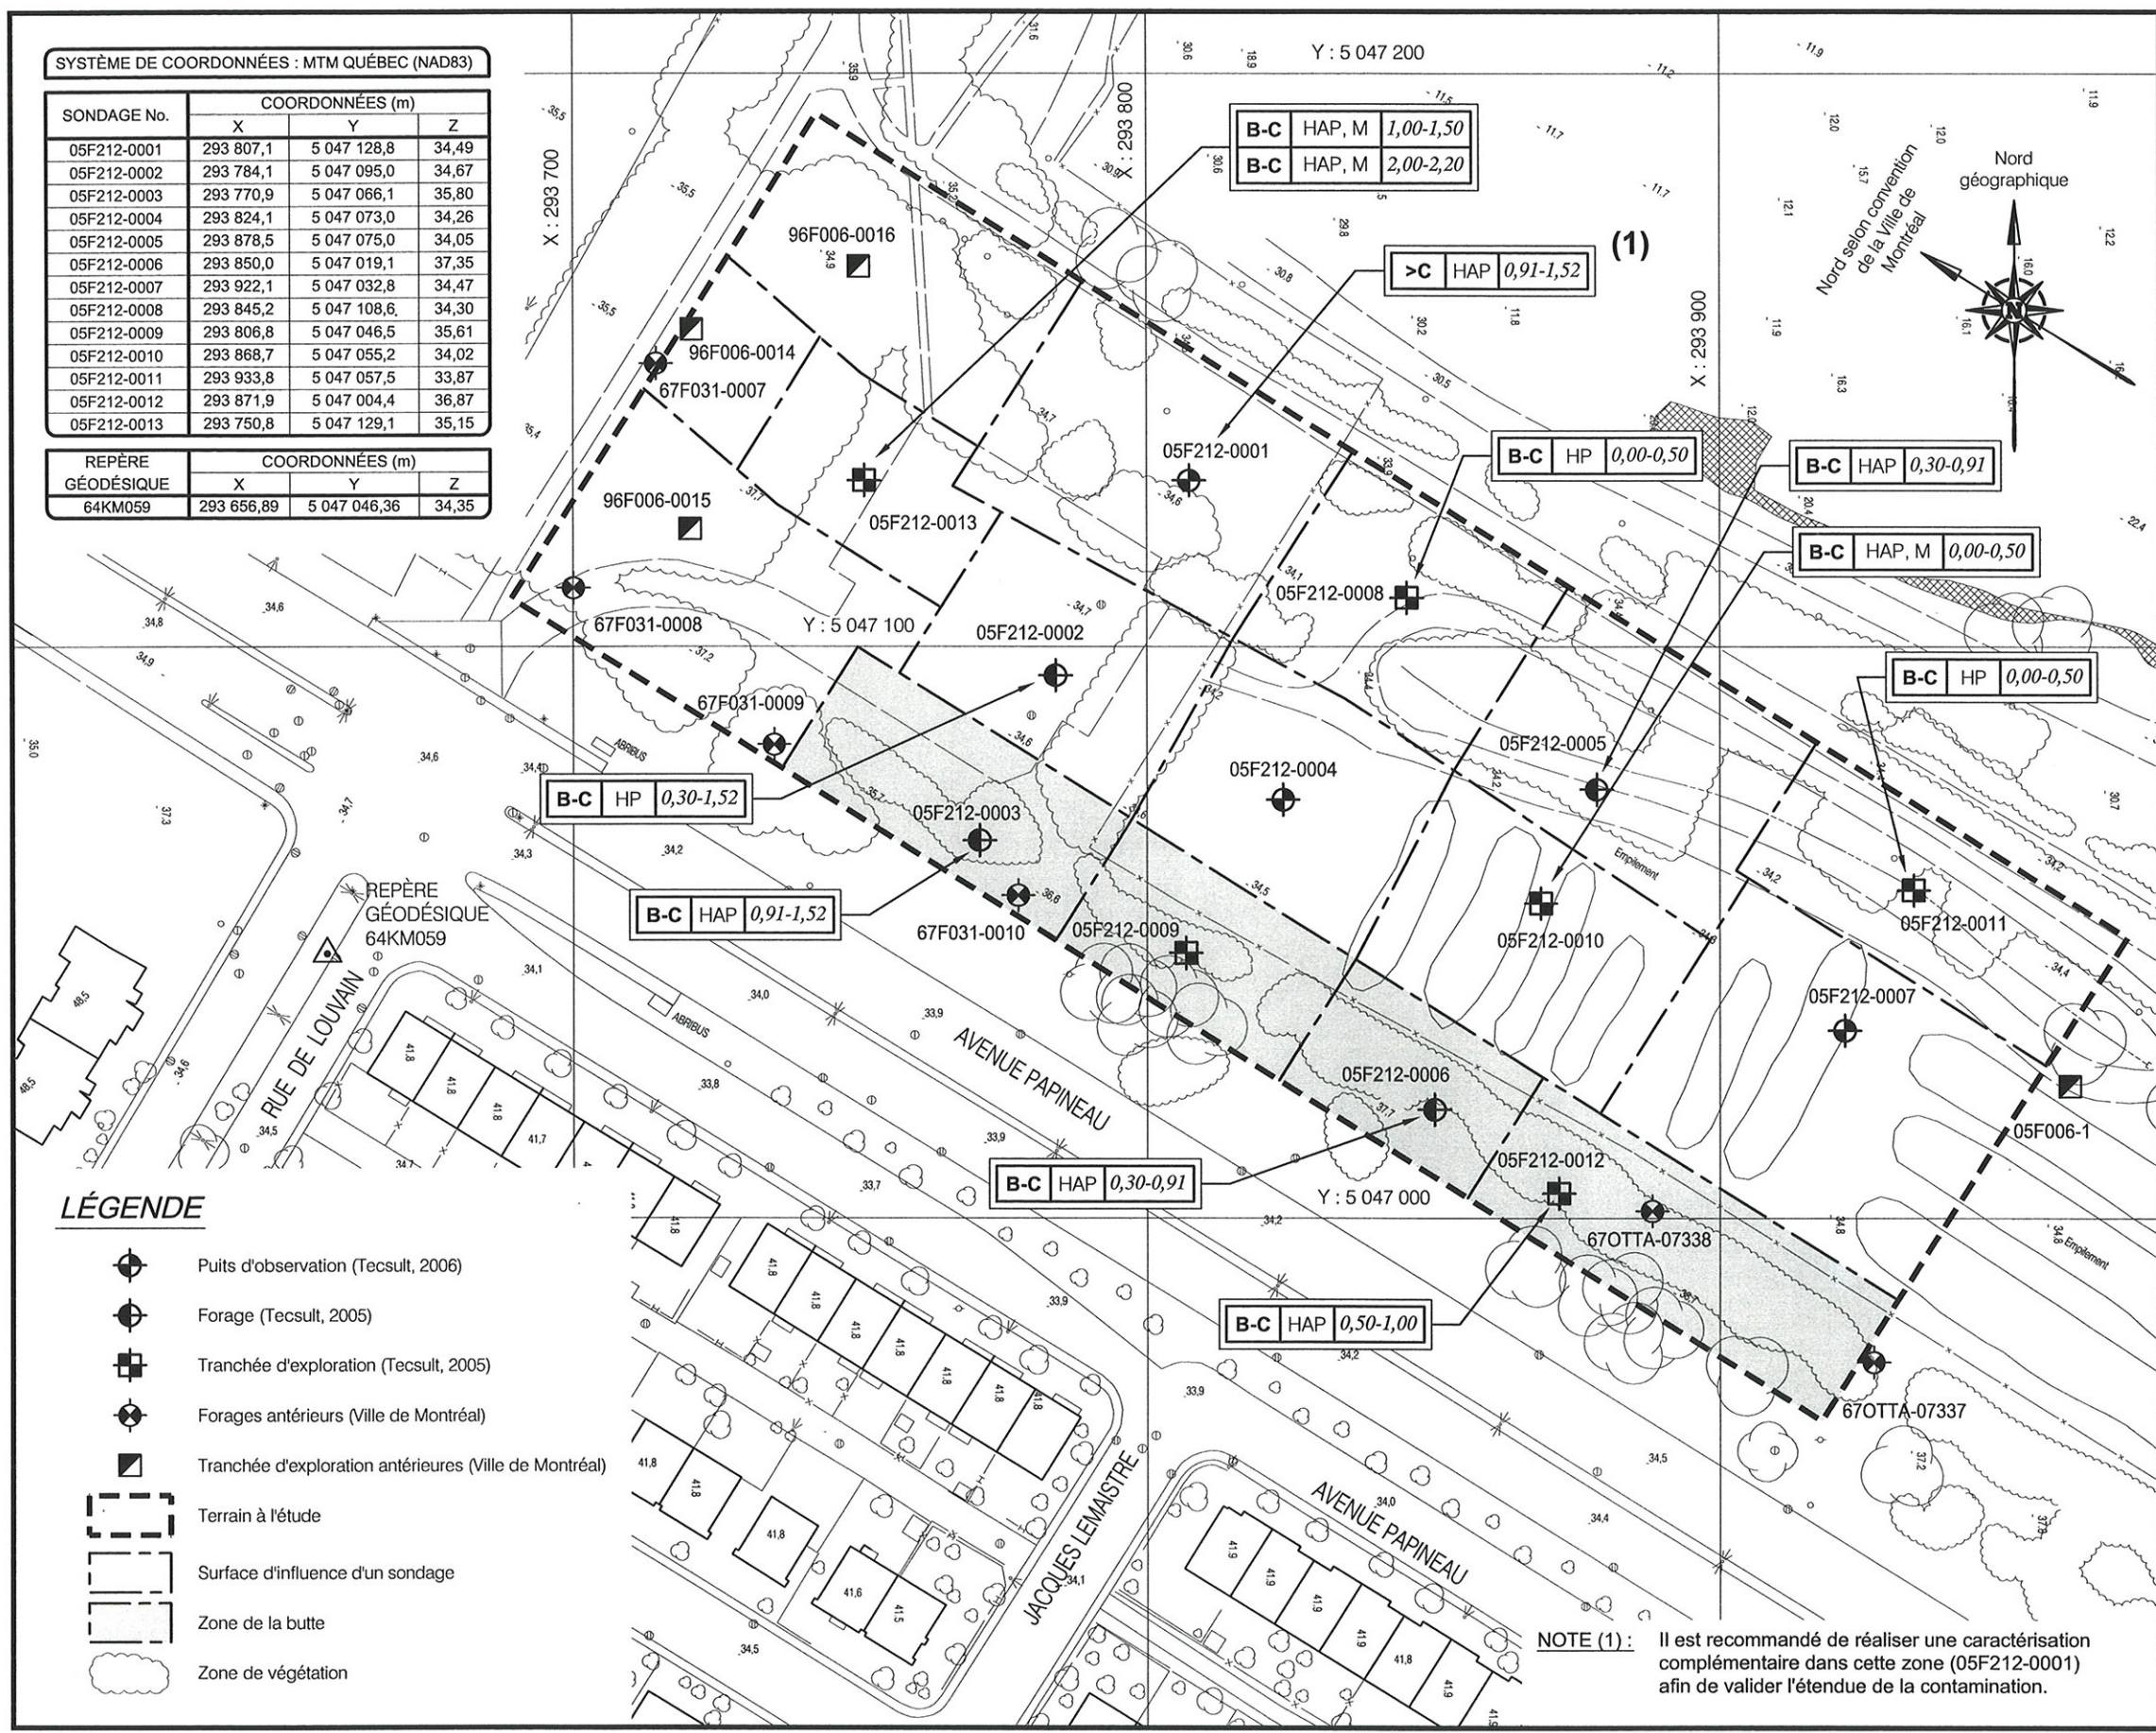 SYSTÈME DE COORDONNÉES : MTM QUÉBEC (NAD83)
SONDAGE No. COORDONNÉES (m)
X Y Z
05F212-0001 293 807,1 5 047 128,8 34,49
05F212-0002 293 784,1 5 047 095,0 34,67
05F212-0003 293 770,9 5 047 066,1 35,80
05F212-0004 293 824,1 5 047 073,0 34,26
05F212-0005 293 878,5 5 047 075,0 34,05
05F212-0006 293 850,0 5 047 019,1 37,35
05F212-0007 293 922,1 5 047 032,8 34,47
05F212-0008 293 845,2 5 047 108,6 34,30
05F212-0009 293 806,8 5 047 046,5 35,61
05F212-0010 293 868,7 5 047 055,2 34,02
05F212-0011 293 933,8 5 047 057,5 33,87
05F212-0012 293 871,9 5 047 004,4 36,87
05F212-0013 293 750,8 5 047 129,1 35,15
REPÈRE GÉODÉSIQUE COORDONNÉES (m)
X Y Z
64KM059 293 656,89 5 047 046,36 34,35
X : 293 700
X : 293 800
X : 293 900
Y : 5 047 200
Y : 5 047 100
Y : 5 047 000
Nord
géographique
Nord selon convention
de la Ville de
Montréal
N
B-C HAP, M 1,00-1,50
B-C HAP, M 2,00-2,20
(1)
>C HAP 0,91-1,52
B-C HP 0,00-0,50
B-C HAP 0,30-0,91
B-C HAP, M 0,00-0,50
B-C HP 0,00-0,50
B-C HP 0,30-1,52
B-C HAP 0,91-1,52
B-C HAP 0,30-0,91
B-C HAP 0,50-1,00
96F006-0016
96F006-0014
67F031-0007
96F006-0015
05F212-0013
05F212-0001
67F031-0008
05F212-0002
05F212-0008
67F031-0009
05F212-0003
05F212-0004
05F212-0005
67F031-0010
05F212-0009
05F212-0010
05F212-0011
05F212-0007
05F212-0006
05F006-1
05F212-0012
67OTTA-07338
67OTTA-07337
ABRIBUS
ABRIBUS
Empilement
Empilement
REPÈRE
GÉODÉSIQUE
64KM059
RUE DE LOUVAIN
AVENUE PAPINEAU
JACQUES LEMAISTRE
AVENUE PAPINEAU
LÉGENDE
Puits d'observation (Tecsult, 2006)
Forage (Tecsult, 2005)
Tranchée d'exploration (Tecsult, 2005)
Forages antérieurs (Ville de Montréal)
Tranchée d'exploration antérieures (Ville de Montréal)
Terrain à l'étude
Surface d'influence d'un sondage
Zone de la butte
Zone de végétation
NOTE (1) : Il est recommandé de réaliser une caractérisation
complémentaire dans cette zone (05F212-0001)
afin de valider l'étendue de la contamination.